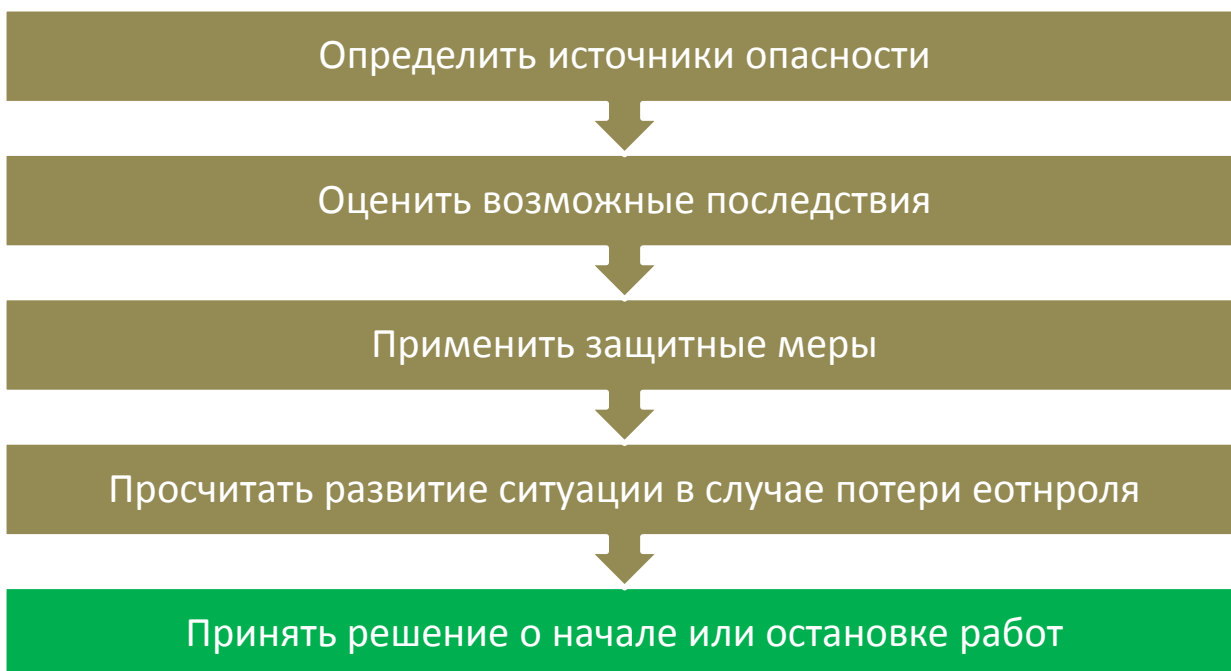 Определить источники опасности
Оценить возможные последствия
Применить защитные меры
Просчитать развитие ситуации в случае потери еотнроля
Принять решение о начале или остановке работ